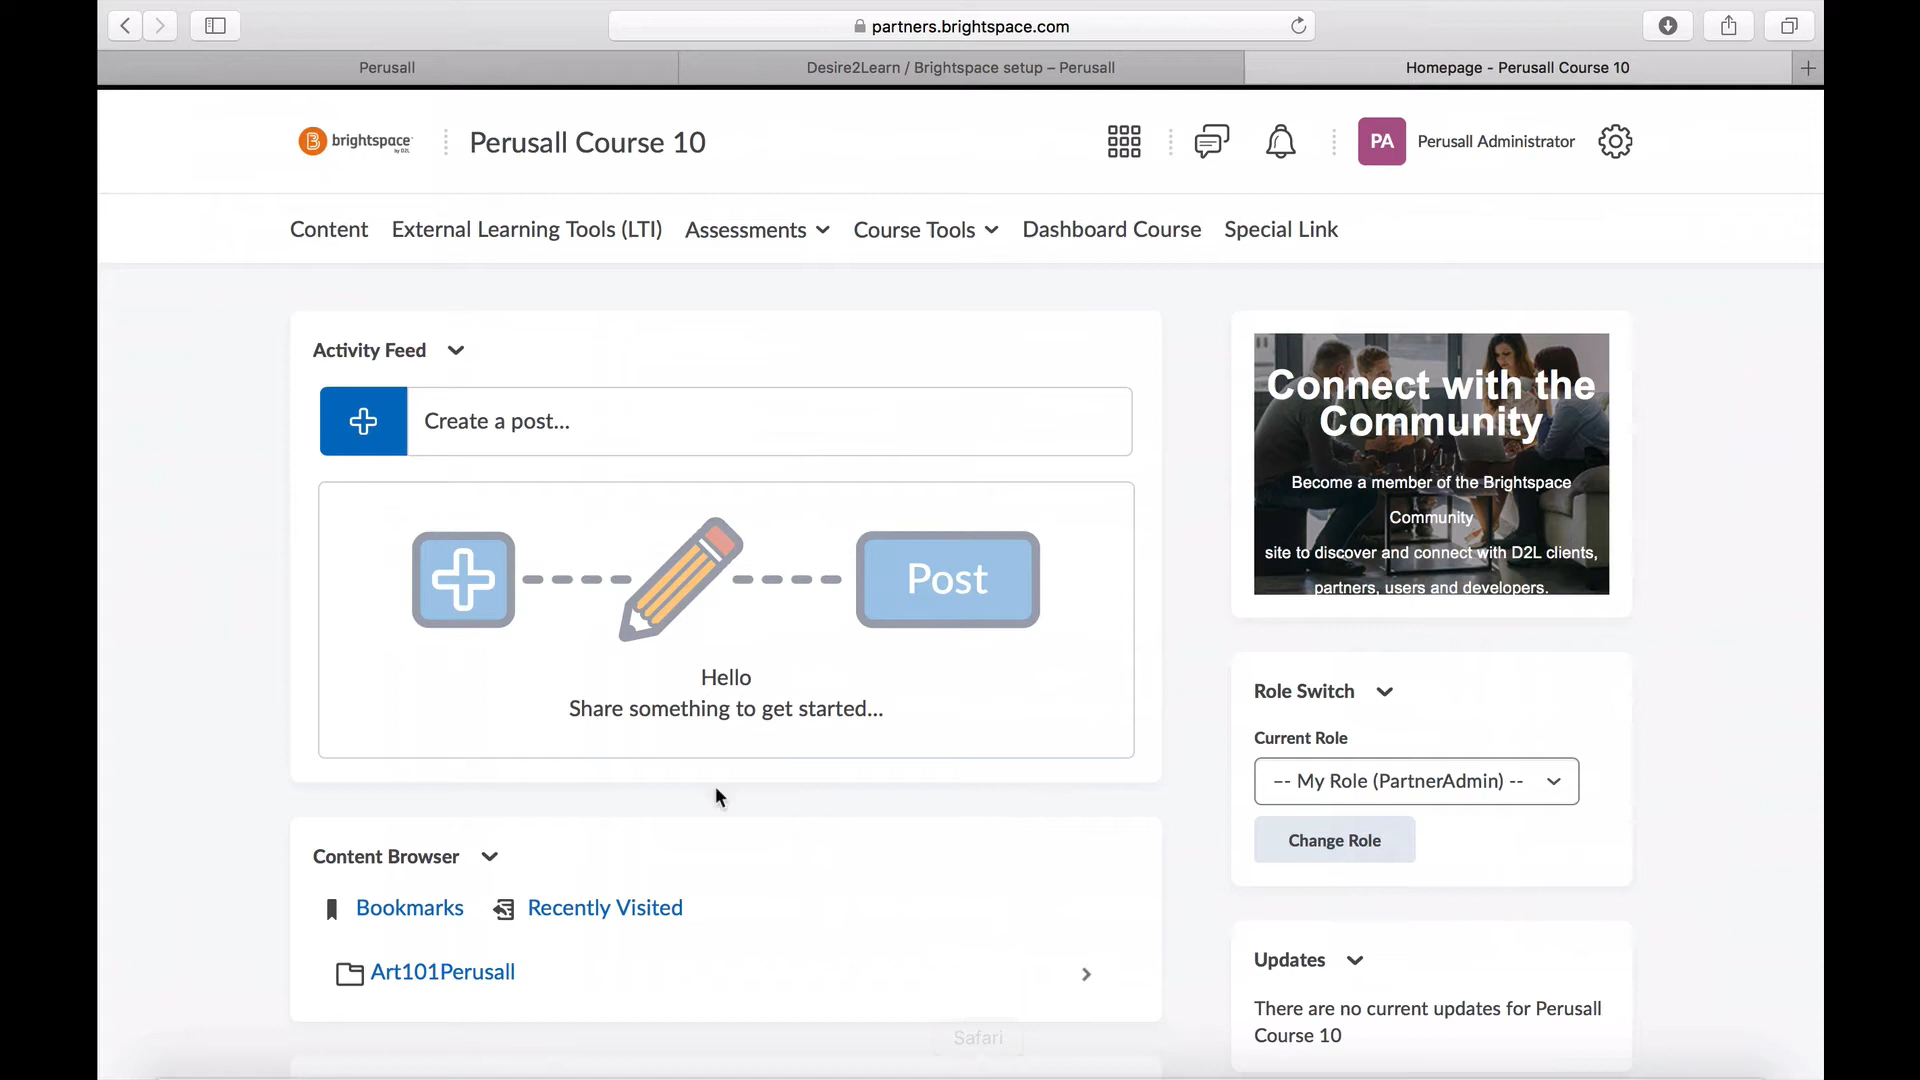 partners.brightspace.com
Perusall
Desire2Learn / Brightspace setup – Perusall
Homepage - Perusall Course 10
brightspace
by D2L
Perusall Course 10
PA
Perusall Administrator
Content
External Learning Tools (LTI)
Assessments
Course Tools
Dashboard Course
Special Link
Activity Feed
Create a post...
Post
Hello
Share something to get started...
Connect with the
Community
Become a member of the Brightspace
Community
site to discover and connect with D2L clients,
partners, users and developers.
Role Switch
Current Role
-- My Role (PartnerAdmin) --
Change Role
Content Browser
Bookmarks
Recently Visited
Art101Perusall
Updates
There are no current updates for Perusall
Course 10
Safari